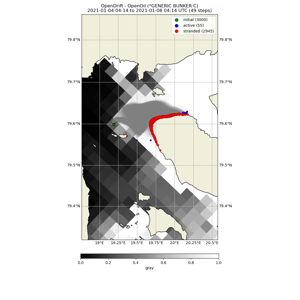 OpenDrift - OpenOil (*GENERIC BUNKER C)
2021-01-04 04:14 to 2021-01-06 04:14 UTC (49 steps)
initial (3000)
active (55)
stranded (2945)
79.8°N
79.7°N
79.6°N
79.5°N
79.4°N
19°E 19.25°E 19.5°E 19.75°E 20°E 20.25°E 20.5°E
0.0 0.2 0.4 0.6 0.8 1.0
gray